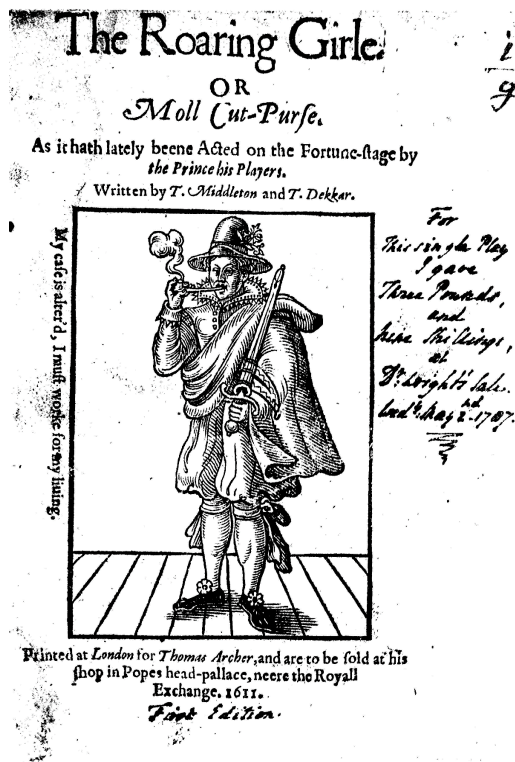 The Roaring Girle.
OR
Moll Cut-Purſe.
As it hath lately beene Acted on the Fortune-ſtage by
the Prince his Players.
Written by T. Middleton and T. Dekkar.
My caſe is alter'd, I muſt worke for my liuing.
For
This single Play
I gave
Three Pounds,
and
nine Shillings,
at
Dr. Wright's Sale.
Wedy. May 2nd. 1787.
Printed at London for Thomas Archer, and are to be ſold at his
ſhop in Popes head-pallace, neere the Royall
Exchange. 1611.
First Edition.